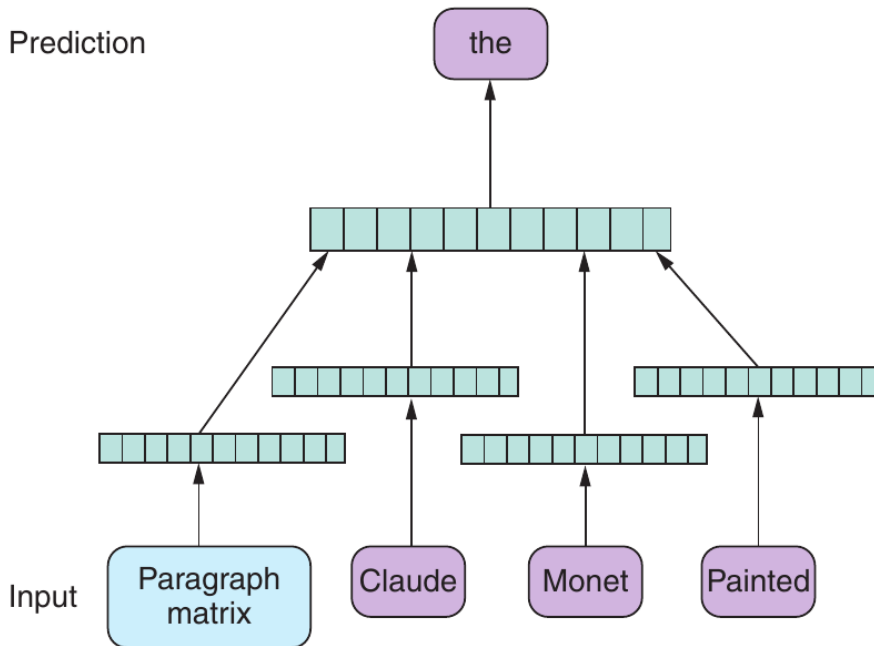 Prediction
the
Input
Paragraph
matrix
Claude
Monet
Painted